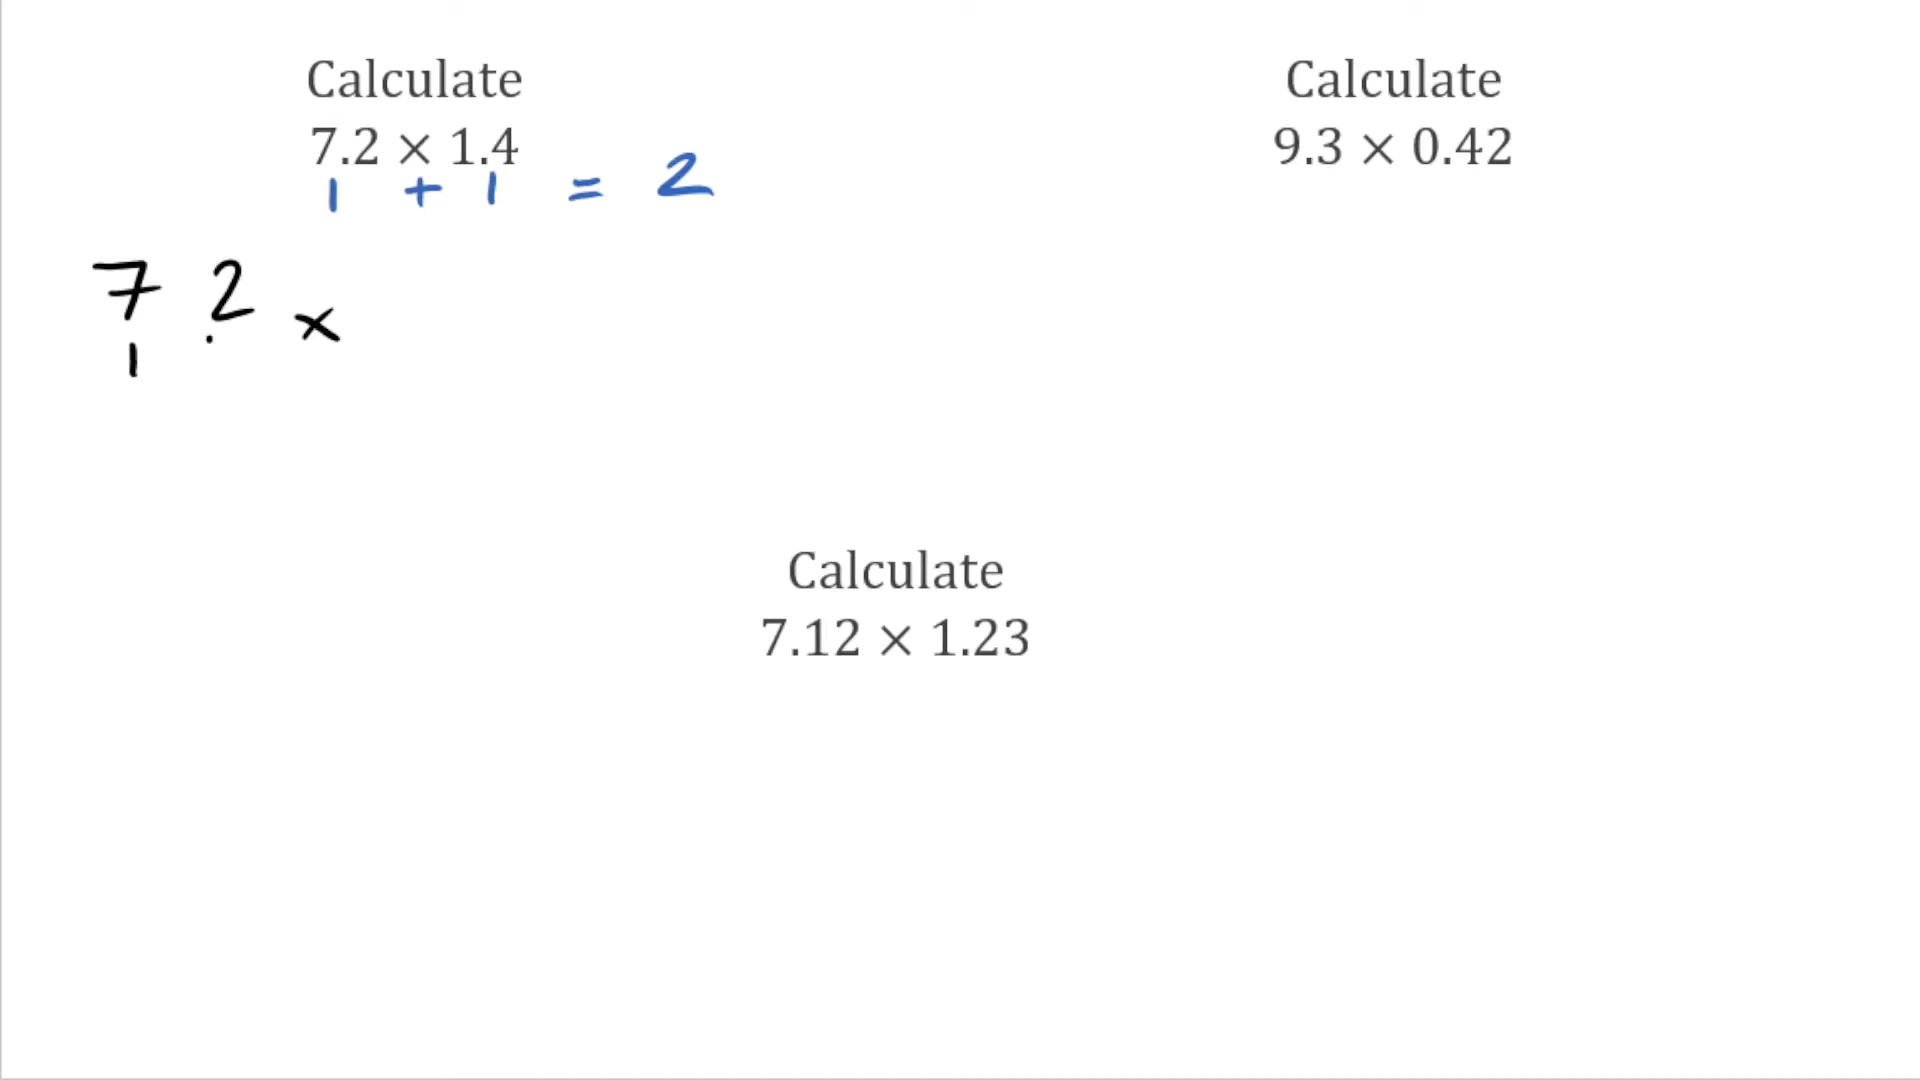 Calculate
7.2 × 1.4
1 + 1 = 2
7 2 ×
1
Calculate
9.3 × 0.42
Calculate
7.12 × 1.23